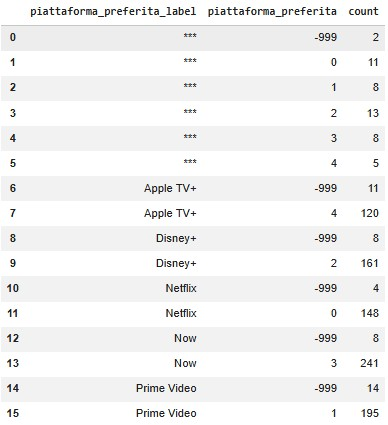 piattaforma_preferita_label piattaforma_preferita count
0 *** -999 2
1 *** 0 11
2 *** 1 8
3 *** 2 13
4 *** 3 8
5 *** 4 5
6 Apple TV+ -999 11
7 Apple TV+ 4 120
8 Disney+ -999 8
9 Disney+ 2 161
10 Netflix -999 4
11 Netflix 0 148
12 Now -999 8
13 Now 3 241
14 Prime Video -999 14
15 Prime Video 1 195